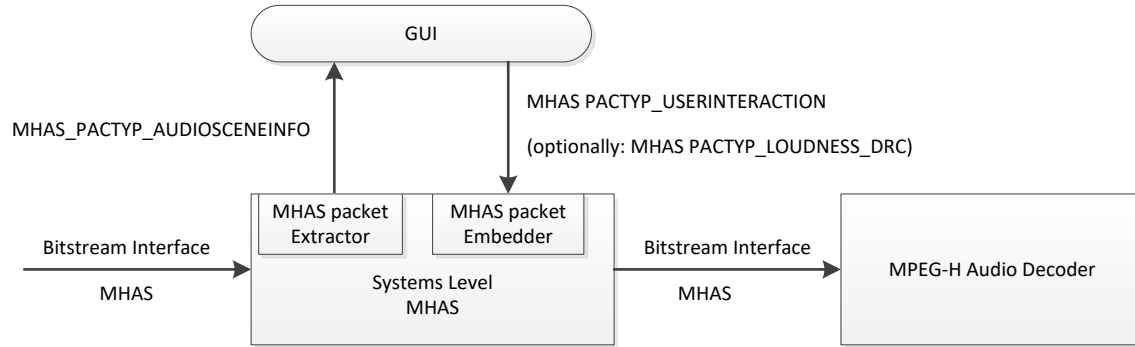 GUI
MHAS_PACTYP_AUDIOSCENEINFO
MHAS PACTYP_USERINTERACTION
(optionally: MHAS PACTYP_LOUDNESS_DRC)
MHAS packet
Extractor
MHAS packet
Embedder
Bitstream Interface
MHAS
Systems Level
MHAS
Bitstream Interface
MHAS
MPEG-H Audio Decoder